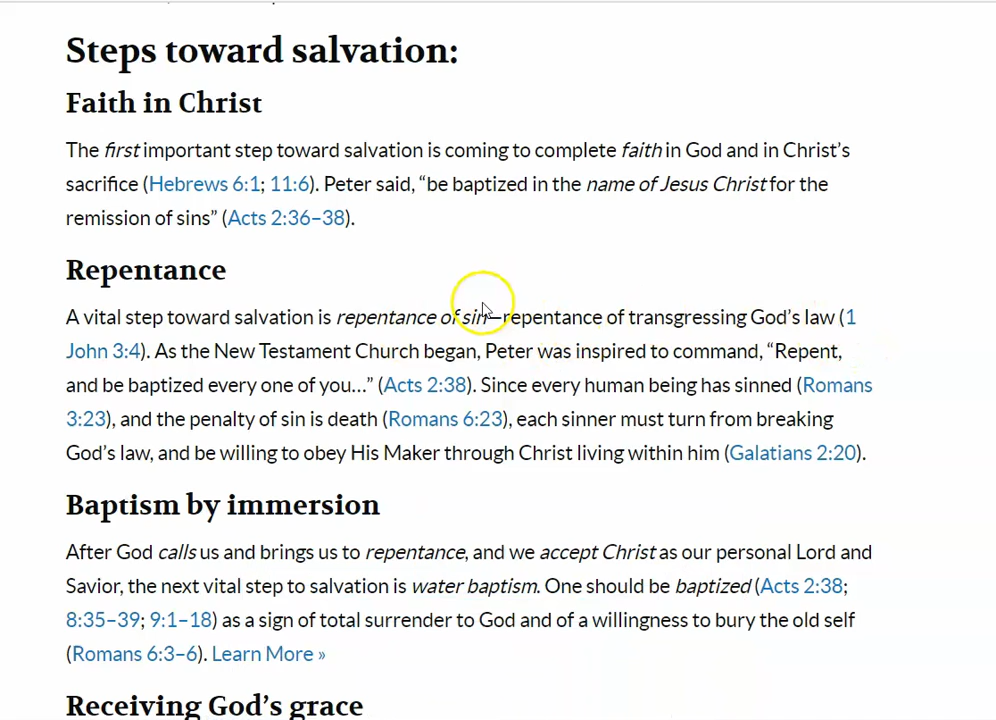 Steps toward salvation:
Faith in Christ
The first important step toward salvation is coming to complete faith in God and in Christ’s
sacrifice (Hebrews 6:1; 11:6). Peter said, “be baptized in the name of Jesus Christ for the
remission of sins” (Acts 2:36–38).
Repentance
A vital step toward salvation is repentance of sin—repentance of transgressing God’s law (1
John 3:4). As the New Testament Church began, Peter was inspired to command, “Repent,
and be baptized every one of you…” (Acts 2:38). Since every human being has sinned (Romans
3:23), and the penalty of sin is death (Romans 6:23), each sinner must turn from breaking
God’s law, and be willing to obey His Maker through Christ living within him (Galatians 2:20).
Baptism by immersion
After God calls us and brings us to repentance, and we accept Christ as our personal Lord and
Savior, the next vital step to salvation is water baptism. One should be baptized (Acts 2:38;
8:35–39; 9:1–18) as a sign of total surrender to God and of a willingness to bury the old self
(Romans 6:3–6). Learn More »
Receiving God’s grace